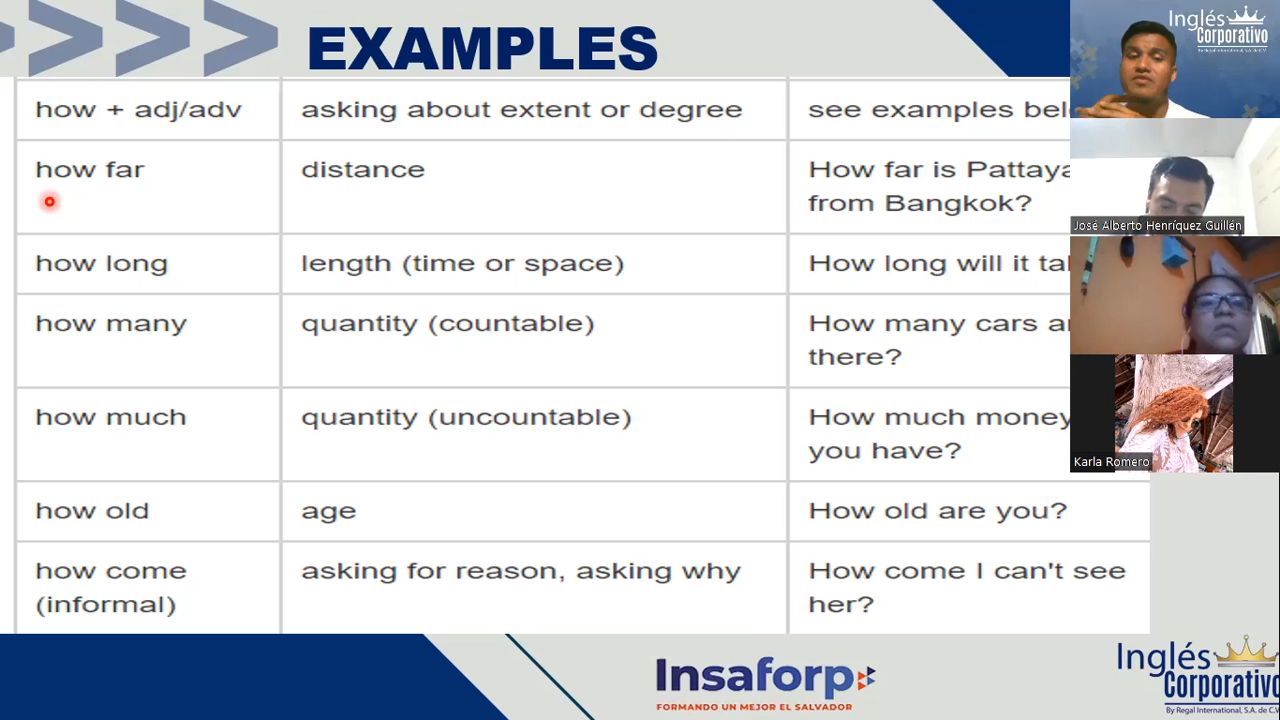 EXAMPLES
how + adj/adv
asking about extent or degree
see examples
how far
distance
How far is Pattaya
from Bangkok?
how long
length (time or space)
How long will it
how many
quantity (countable)
How many cars
there?
how much
quantity (uncountable)
How much money
you have?
how old
age
How old are you?
how come
(informal)
asking for reason, asking why
How come I can't see
her?
Inglés
Corporativo
By Regal International, S.A. de C.V.
José Alberto Henríquez Guillén
Karla Romero
Insaforp
FORMANDO UN MEJOR EL SALVADOR
Inglés
Corporativo
By Regal International, S.A. de C.V.